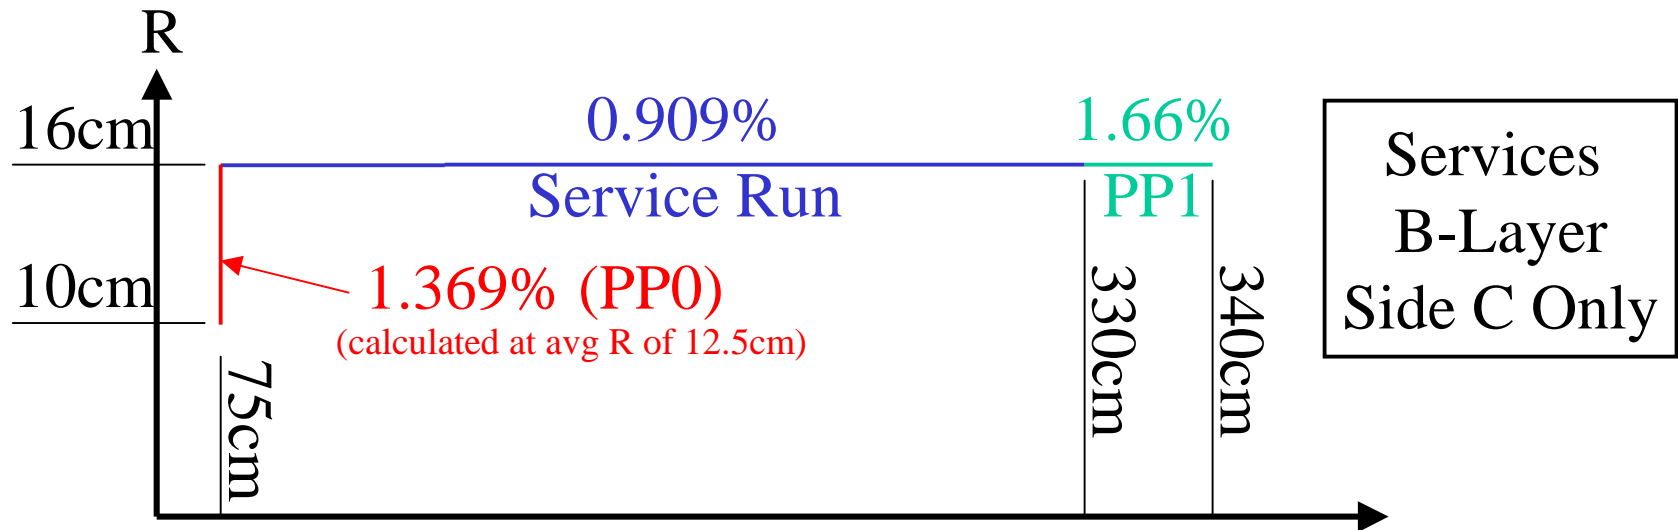 R
16cm
0.909%
1.66%
Service Run
PP1
10cm
1.369% (PP0)
(calculated at avg R of 12.5cm)
75cm
330cm
340cm
Services
B-Layer
Side C Only